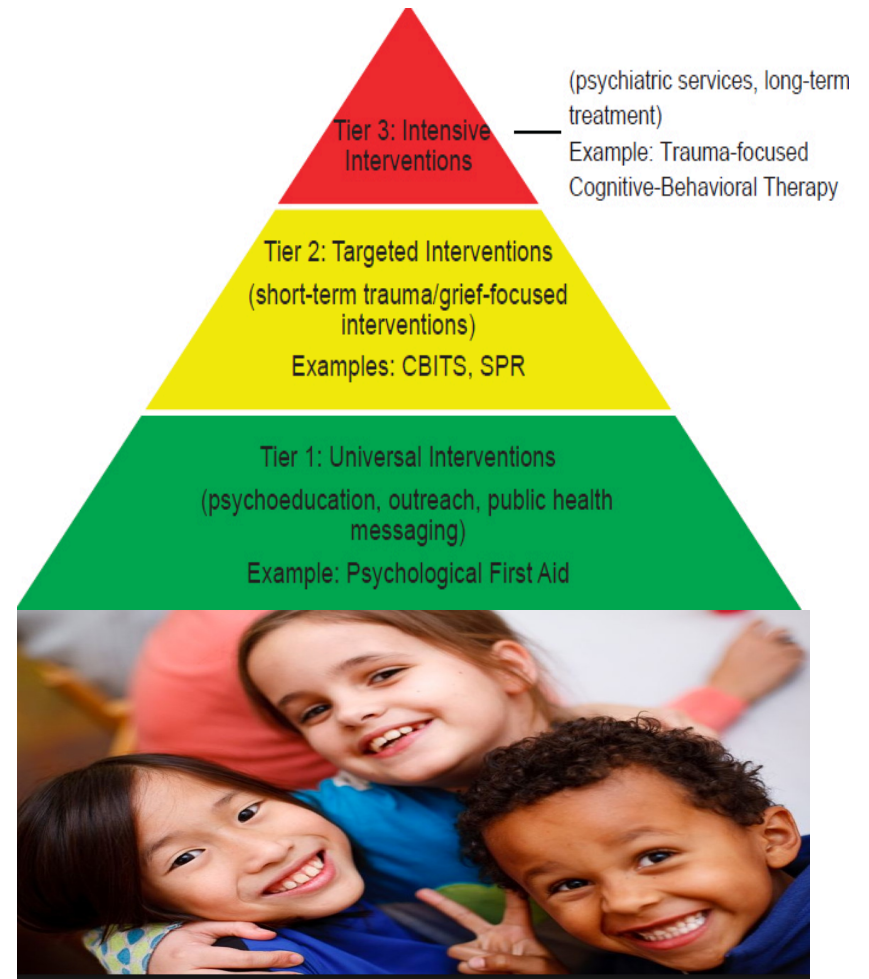 Tier 3: Intensive
Interventions
(psychiatric services, long-term
treatment)
Example: Trauma-focused
Cognitive-Behavioral Therapy
Tier 2: Targeted Interventions
(short-term trauma/grief-focused
interventions)
Examples: CBITS, SPR
Tier 1: Universal Interventions
(psychoeducation, outreach, public health
messaging)
Example: Psychological First Aid